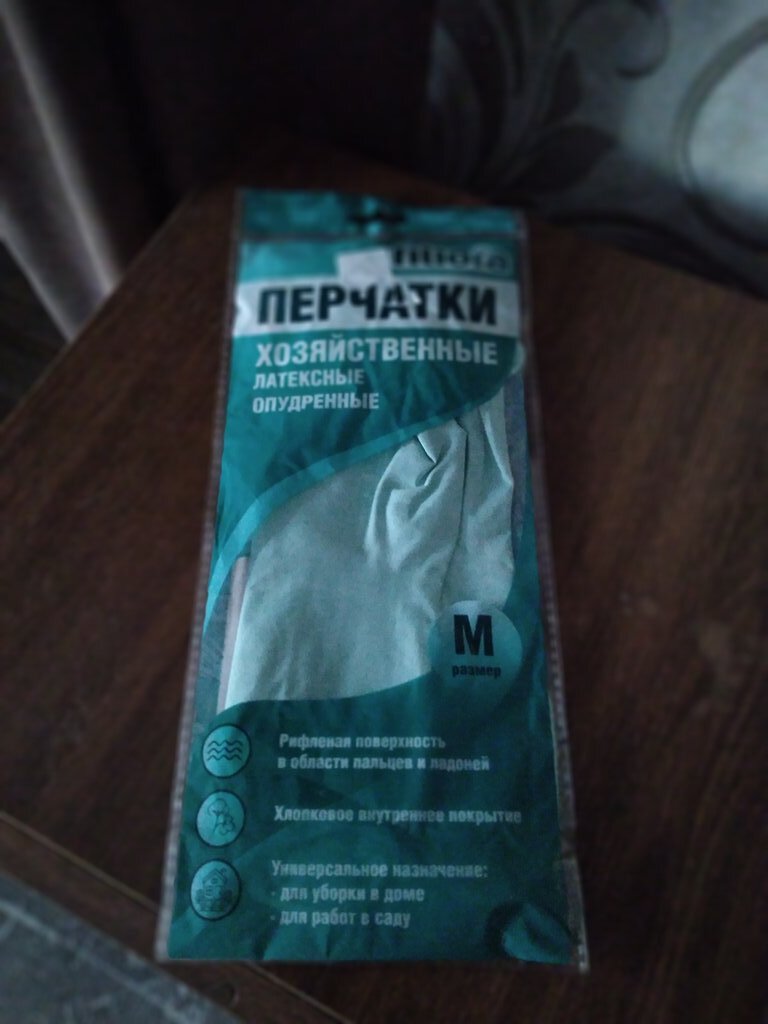 ПЕРЧАТКИ
ХОЗЯЙСТВЕННЫЕ
ЛАТЕКСНЫЕ
ОПУДРЕННЫЕ
M
размер
Рифленая поверхность
в области пальцев и ладоней
Хлопковое внутреннее покрытие
Универсальное назначение:
- для уборки в доме
- для работ в саду